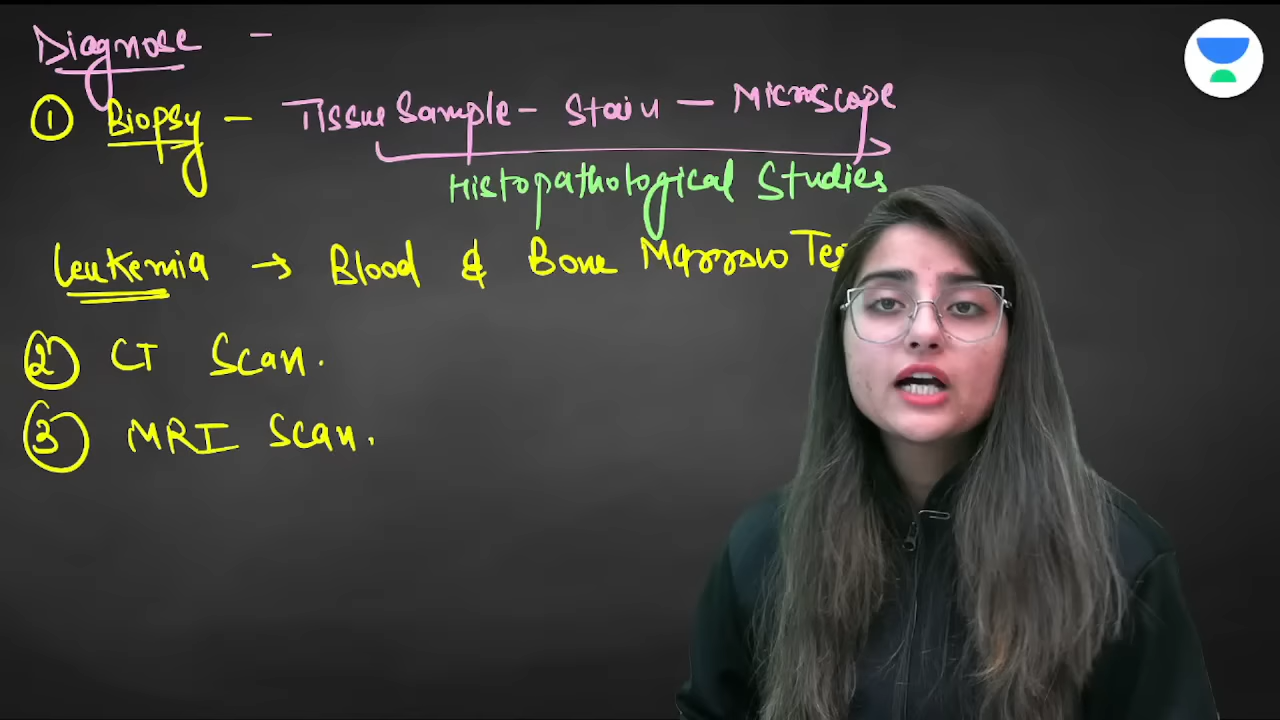 Diagnose -
① Biopsy - Tissue Sample - Stain - Microscope
Histopathological Studies
Leukemia → Blood & Bone Marrow Tes
② CT Scan.
③ MRI Scan.